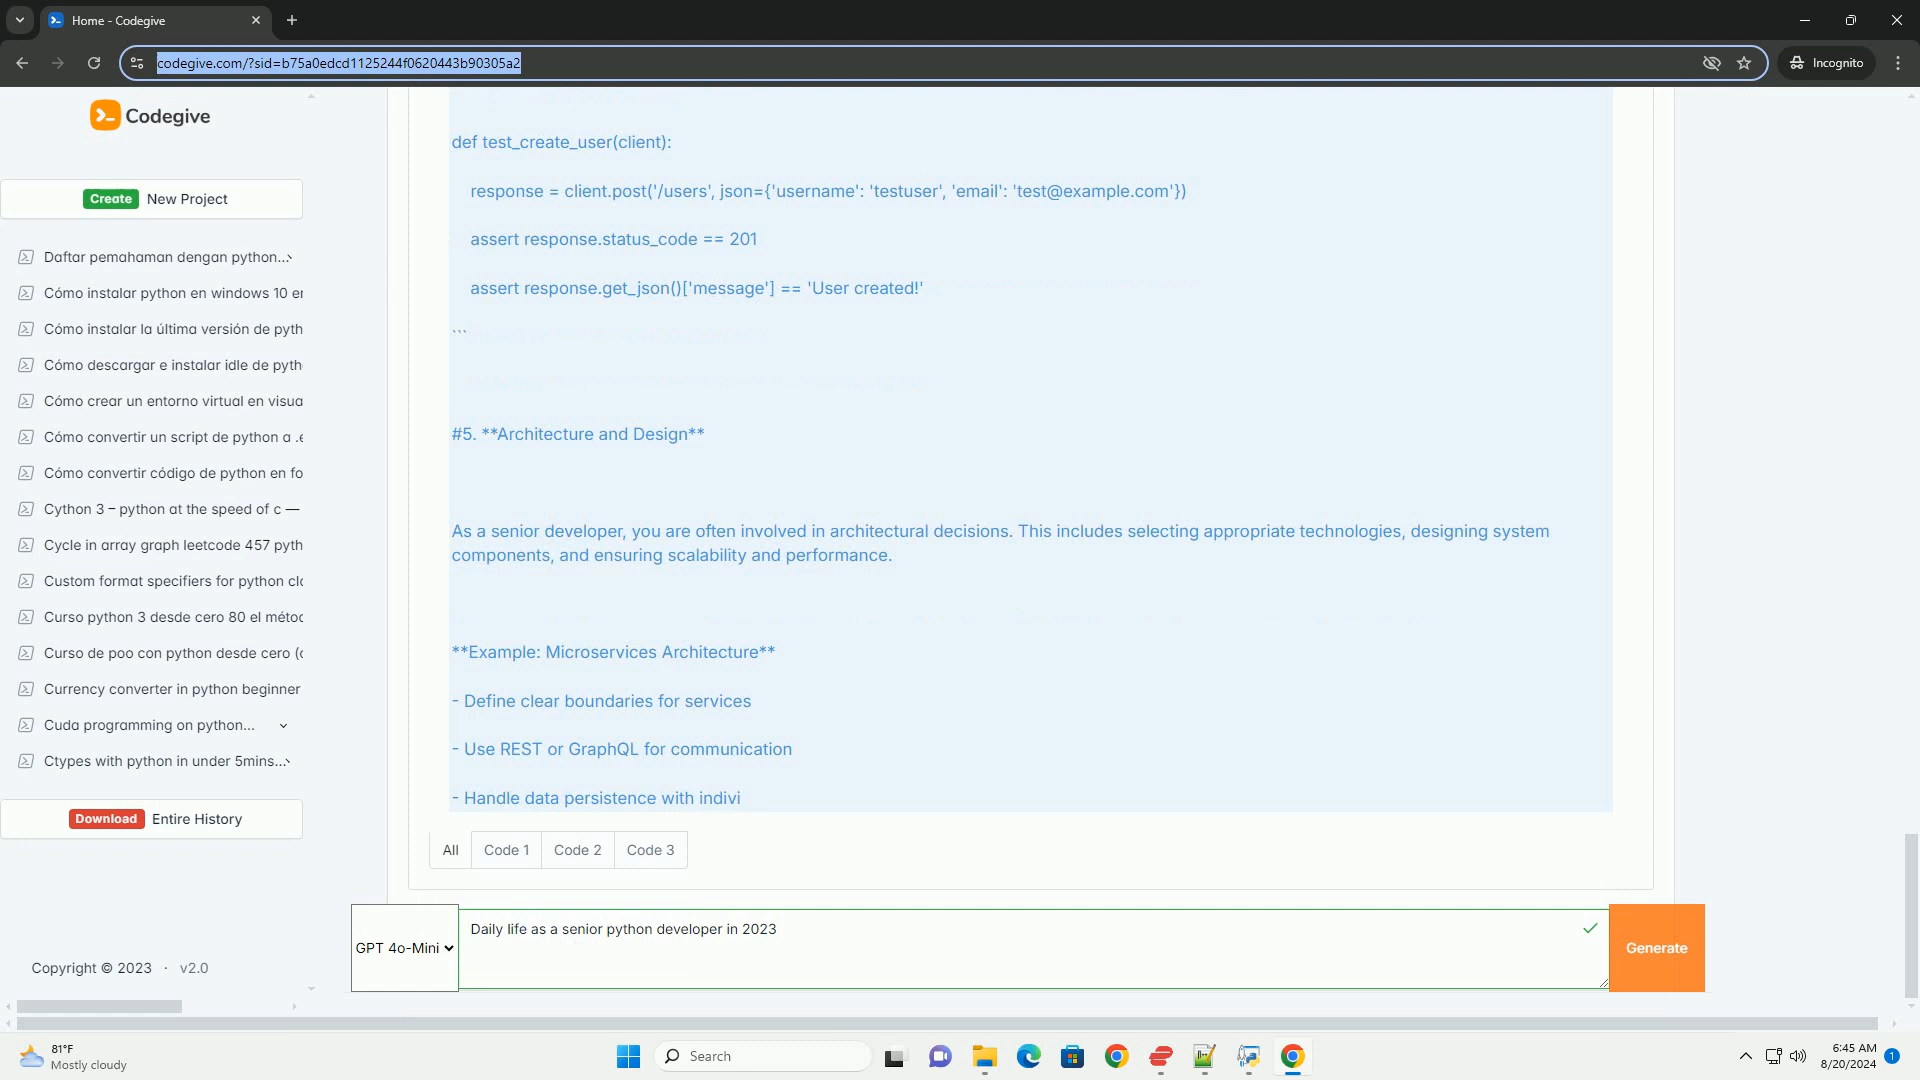 Home - Codegive
codegive.com/?sid=b75a0edcd1125244f0620443b90305a2
Incognito
Codegive
Create New Project
Daftar pemahaman dengan python...
Cómo instalar python en windows 10 er
Cómo instalar la última versión de pyth
Cómo descargar e instalar idle de pyth
Cómo crear un entorno virtual en visua
Cómo convertir un script de python a .e
Cómo convertir código de python en fo
Cython 3 – python at the speed of c —
Cycle in array graph leetcode 457 pyth
Custom format specifiers for python clc
Curso python 3 desde cero 80 el métoc
Curso de poo con python desde cero (c
Currency converter in python beginner
Cuda programming on python...
Ctypes with python in under 5mins...
Download Entire History
Copyright © 2023 · v2.0
def test_create_user(client):
response = client.post('/users', json={'username': 'testuser', 'email': 'test@example.com'})
assert response.status_code == 201
assert response.get_json()['message'] == 'User created!'
```
#5. **Architecture and Design**
As a senior developer, you are often involved in architectural decisions. This includes selecting appropriate technologies, designing system
components, and ensuring scalability and performance.
**Example: Microservices Architecture**
- Define clear boundaries for services
- Use REST or GraphQL for communication
- Handle data persistence with indivi
All Code 1 Code 2 Code 3
GPT 4o-Mini
Daily life as a senior python developer in 2023
Generate
81°F
Mostly cloudy
Search
6:45 AM
8/20/2024
1